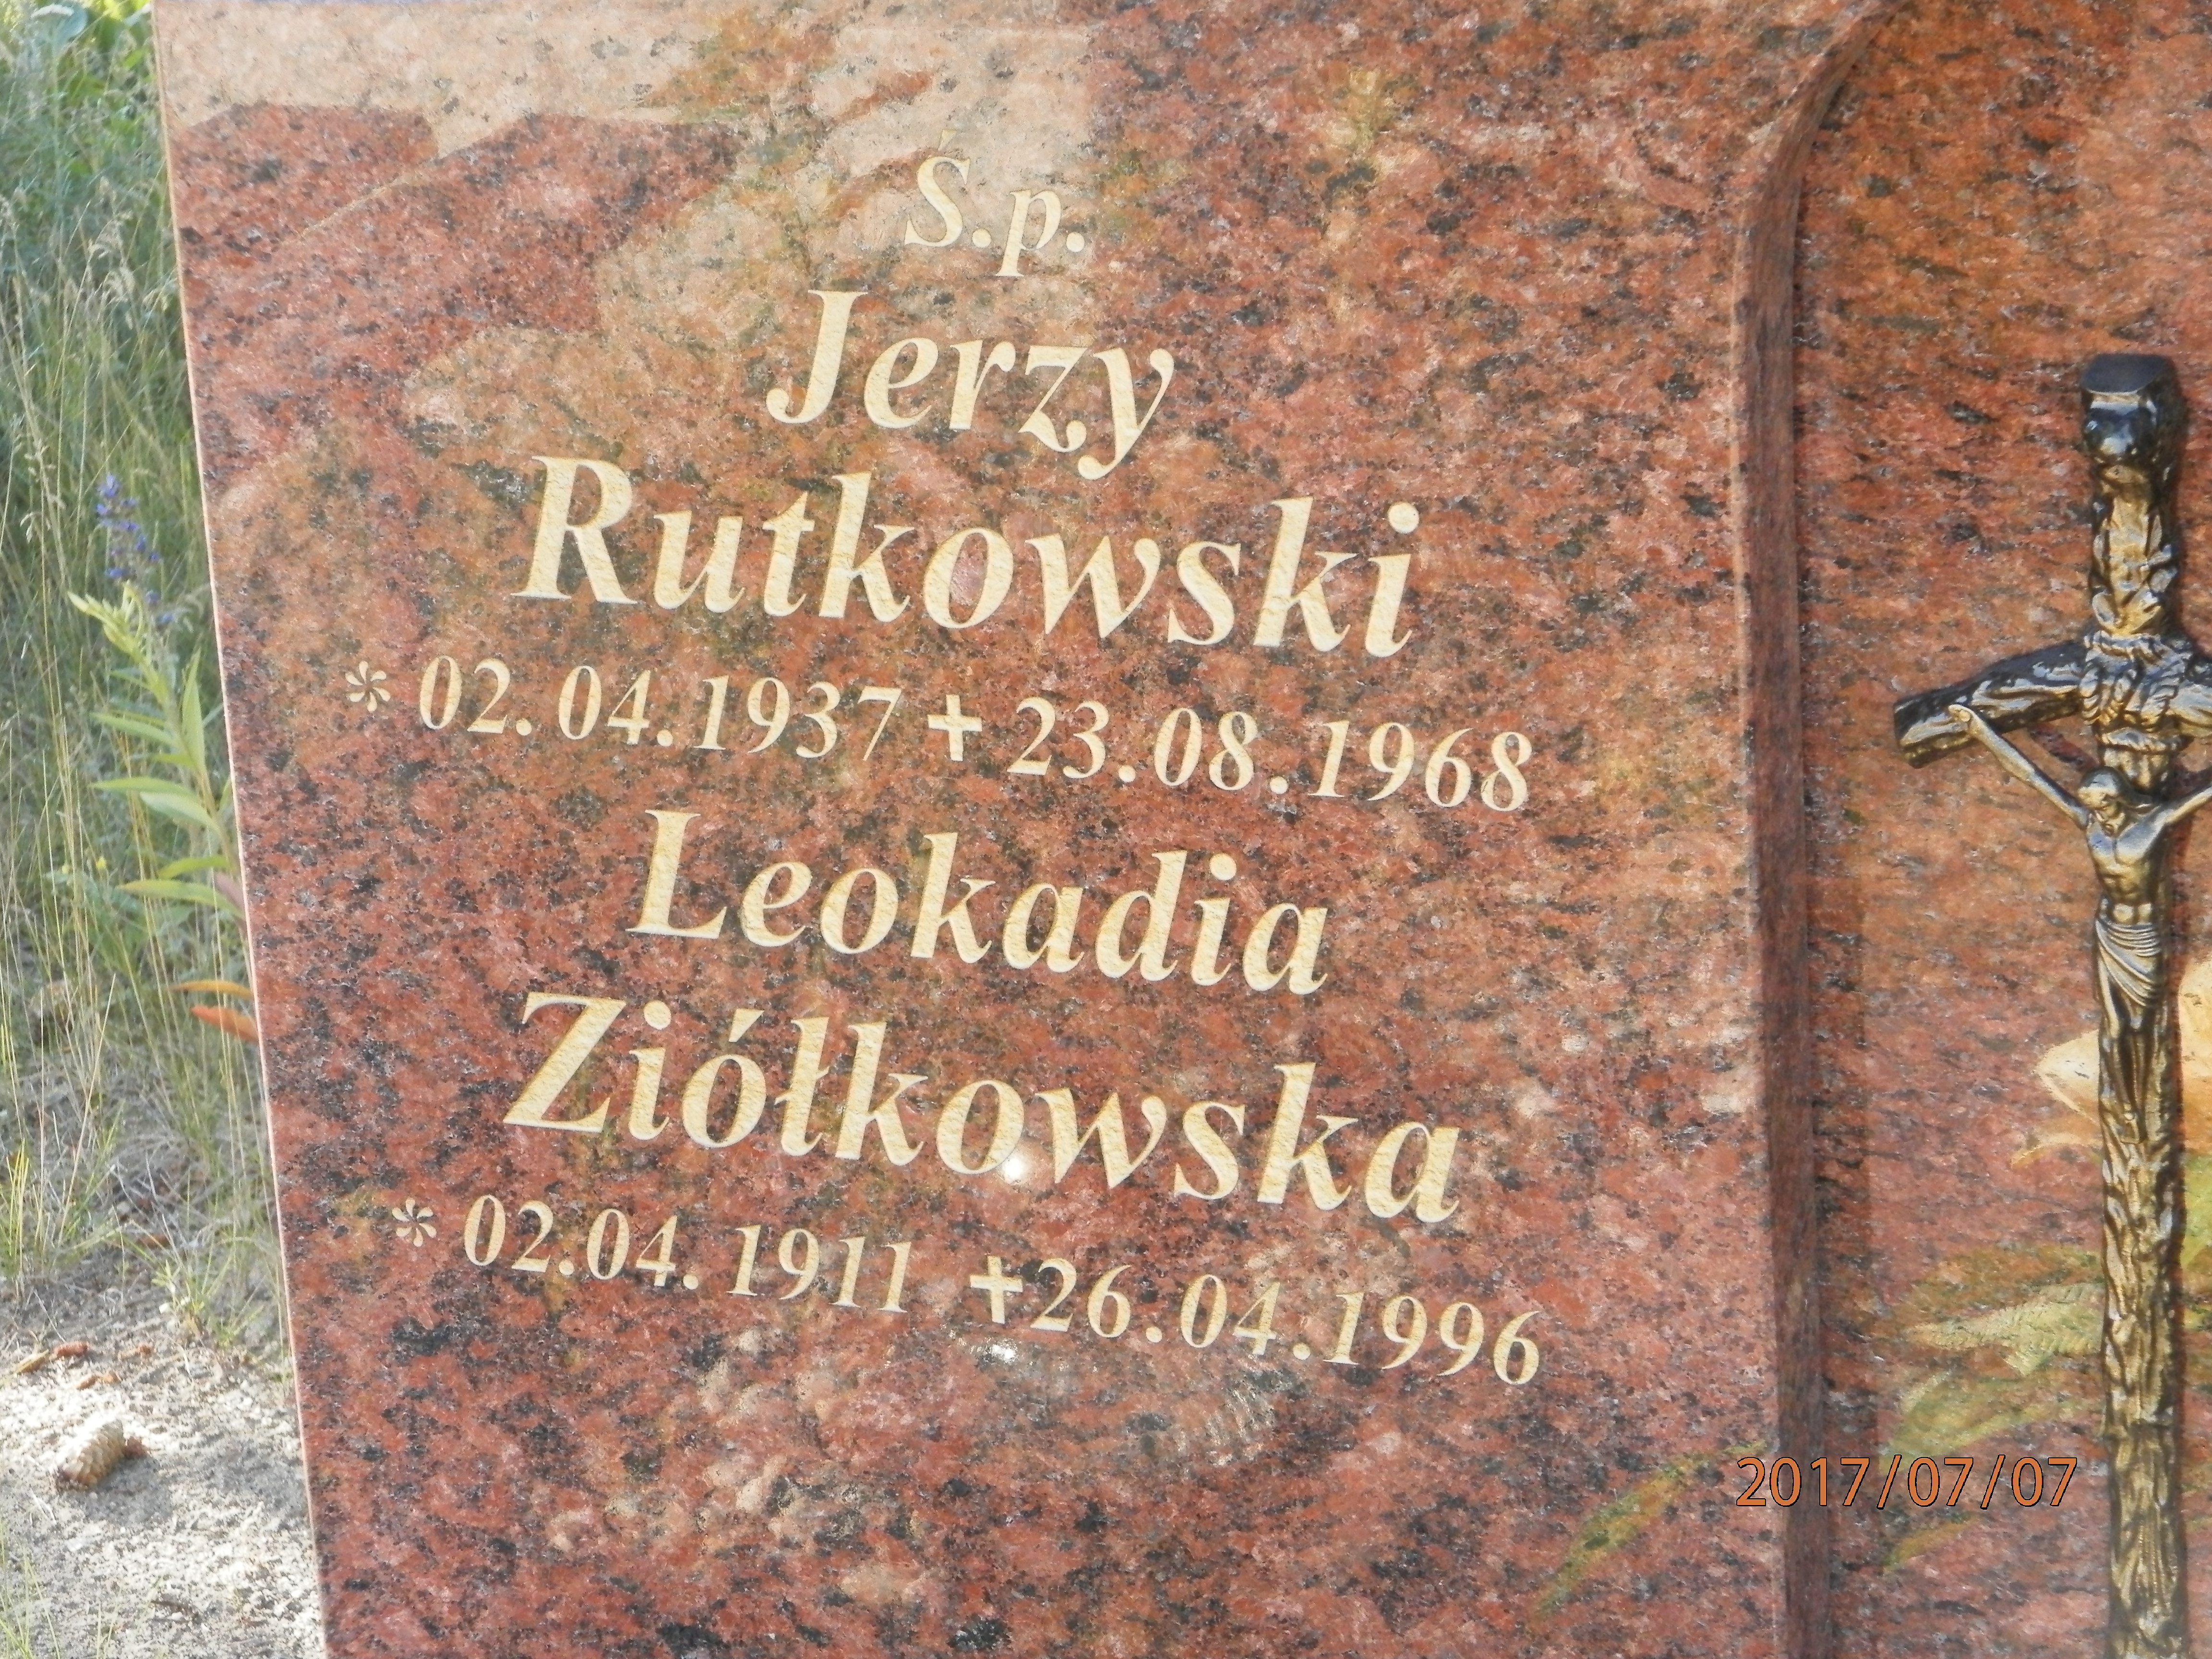 Ś.p.
Jerzy
Rutkowski
* 02.04.1937 + 23.08.1968
Leokadia
Ziółkowska
* 02.04.1911 +26.04.1996
2017/07/07